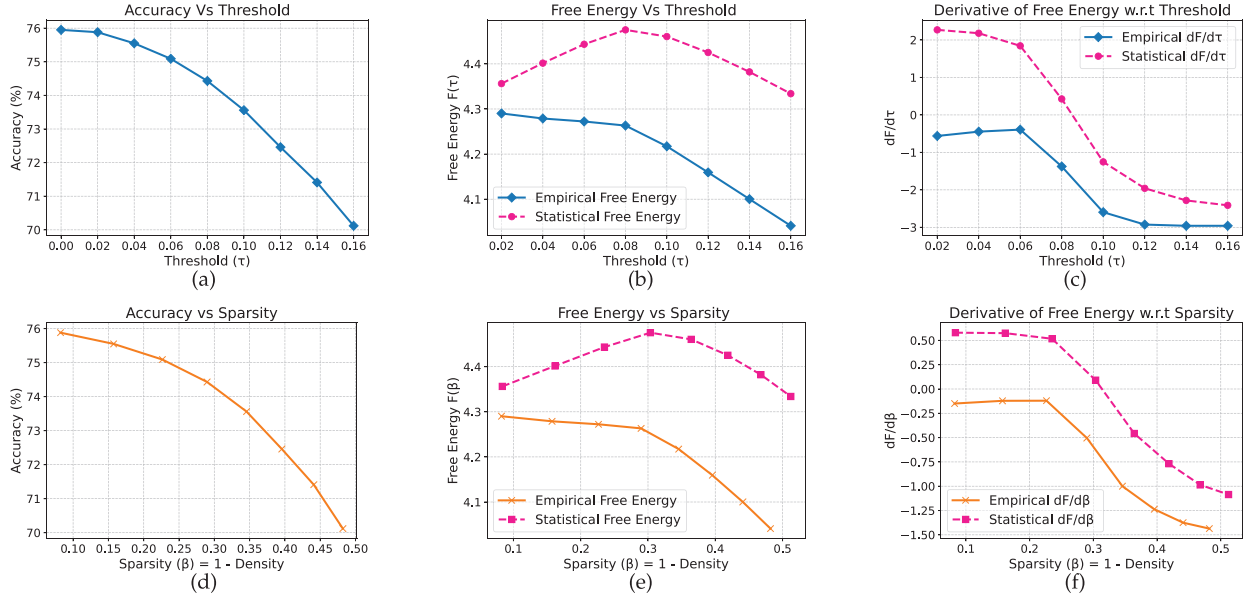 Accuracy Vs Threshold
Accuracy (%)
76
75
74
73
72
71
70
0.00 0.02 0.04 0.06 0.08 0.10 0.12 0.14 0.16
Threshold (τ)
(a)
Free Energy Vs Threshold
Free Energy F(τ)
4.4
4.3
4.2
4.1
Empirical Free Energy
Statistical Free Energy
0.02 0.04 0.06 0.08 0.10 0.12 0.14 0.16
Threshold (τ)
(b)
Derivative of Free Energy w.r.t Threshold
dF/dτ
2
1
0
−1
−2
−3
Empirical dF/dτ
Statistical dF/dτ
0.02 0.04 0.06 0.08 0.10 0.12 0.14 0.16
Threshold (τ)
(c)
Accuracy vs Sparsity
Accuracy (%)
76
75
74
73
72
71
70
0.10 0.15 0.20 0.25 0.30 0.35 0.40 0.45 0.50
Sparsity (β) = 1 - Density
(d)
Free Energy vs Sparsity
Free Energy F(β)
4.4
4.3
4.2
4.1
Empirical Free Energy
Statistical Free Energy
0.1 0.2 0.3 0.4 0.5
Sparsity (β) = 1 - Density
(e)
Derivative of Free Energy w.r.t Sparsity
dF/dβ
0.50
0.25
0.00
−0.25
−0.50
−0.75
−1.00
−1.25
−1.50
Empirical dF/dβ
Statistical dF/dβ
0.1 0.2 0.3 0.4 0.5
Sparsity (β) = 1 - Density
(f)